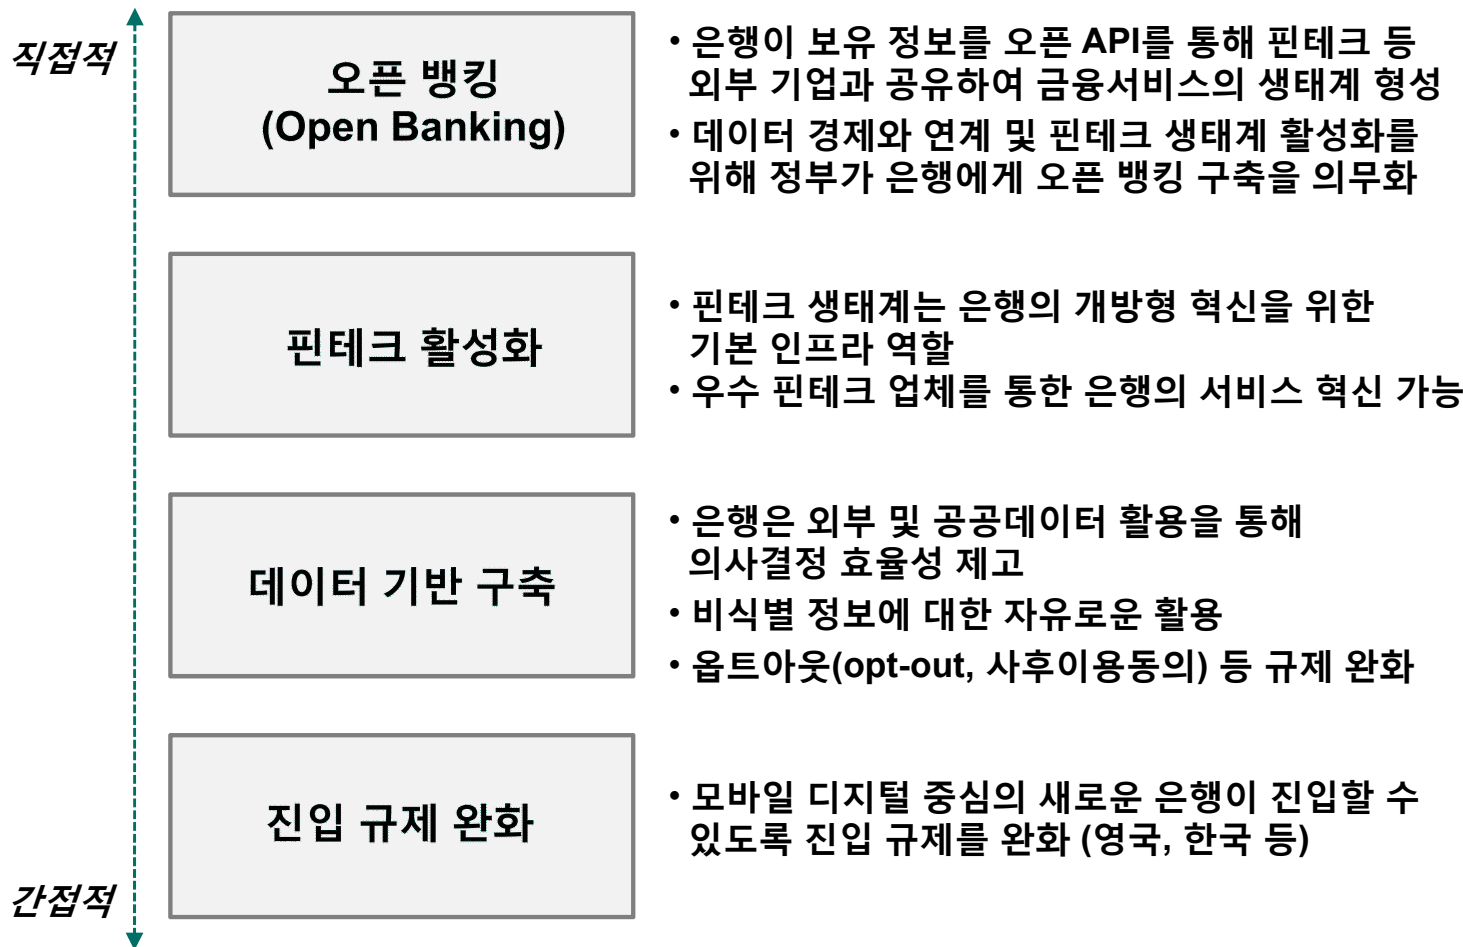 직접적
오픈 뱅킹
(Open Banking)
• 은행이 보유 정보를 오픈 API를 통해 핀테크 등
외부 기업과 공유하여 금융서비스의 생태계 형성
• 데이터 경제와 연계 및 핀테크 생태계 활성화를
위해 정부가 은행에게 오픈 뱅킹 구축을 의무화
핀테크 활성화
• 핀테크 생태계는 은행의 개방형 혁신을 위한
기본 인프라 역할
• 우수 핀테크 업체를 통한 은행의 서비스 혁신 가능
데이터 기반 구축
• 은행은 외부 및 공공데이터 활용을 통해
의사결정 효율성 제고
• 비식별 정보에 대한 자유로운 활용
• 옵트아웃(opt-out, 사후이용동의) 등 규제 완화
진입 규제 완화
• 모바일 디지털 중심의 새로운 은행이 진입할 수
있도록 진입 규제를 완화 (영국, 한국 등)
간접적